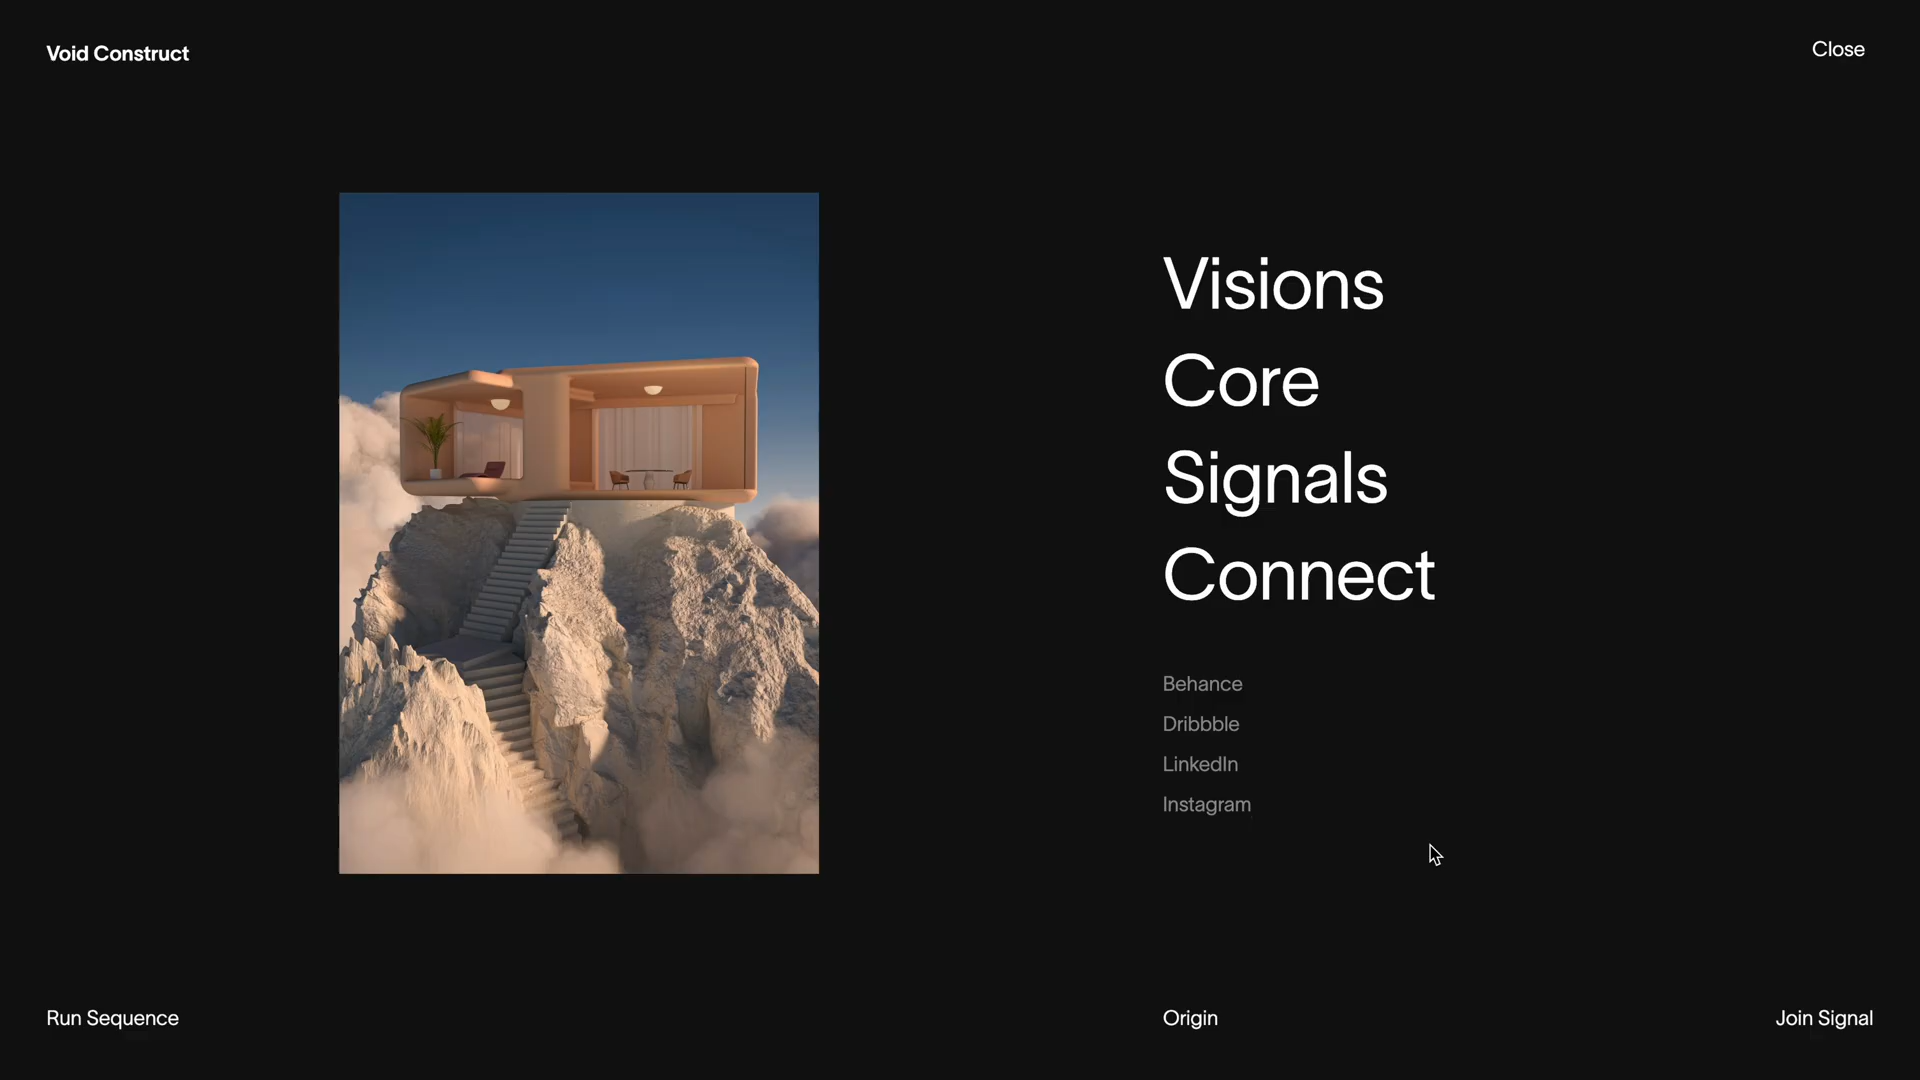 Void Construct
Close
Visions
Core
Signals
Connect
Behance
Dribbble
LinkedIn
Instagram
Run Sequence
Origin
Join Signal